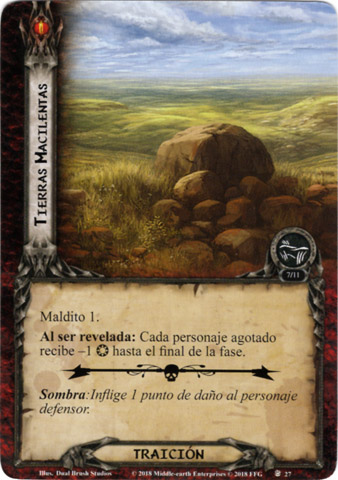 TIERRAS MACILENTAS
7/11
Maldito 1.
Al ser revelada: Cada personaje agotado
recibe –1 hasta el final de la fase.
Sombra: Inflige 1 punto de daño al personaje
defensor.
TRAICIÓN
Illus. Dual Brush Studios © 2018 Middle-earth Enterprises © 2018 FFG 27